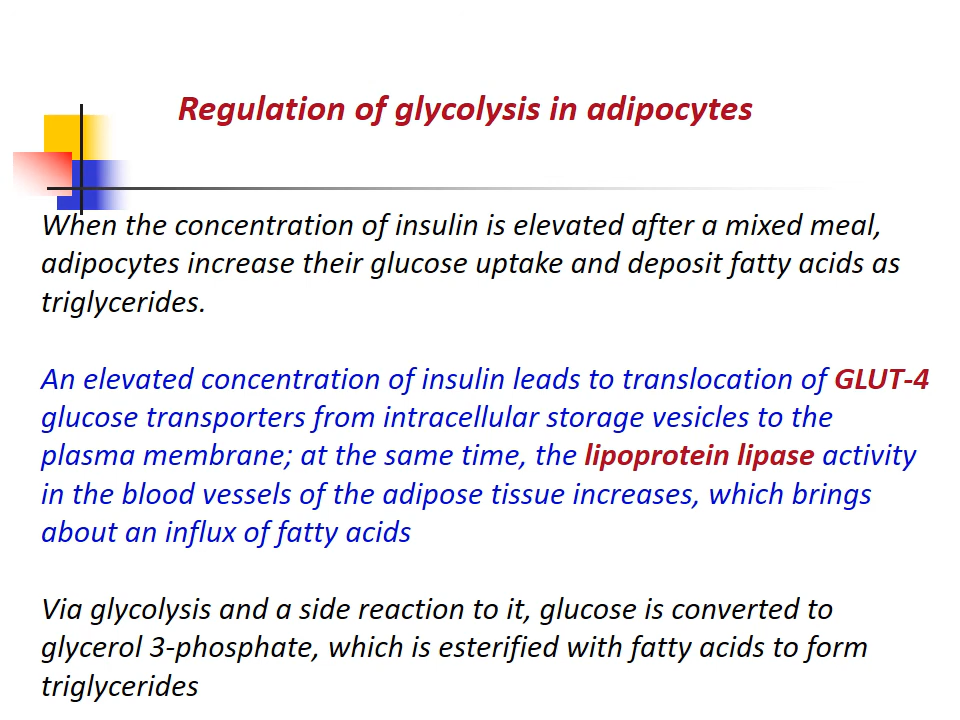 Regulation of glycolysis in adipocytes
When the concentration of insulin is elevated after a mixed meal,
adipocytes increase their glucose uptake and deposit fatty acids as
triglycerides.
An elevated concentration of insulin leads to translocation of GLUT-4
glucose transporters from intracellular storage vesicles to the
plasma membrane; at the same time, the lipoprotein lipase activity
in the blood vessels of the adipose tissue increases, which brings
about an influx of fatty acids
Via glycolysis and a side reaction to it, glucose is converted to
glycerol 3-phosphate, which is esterified with fatty acids to form
triglycerides